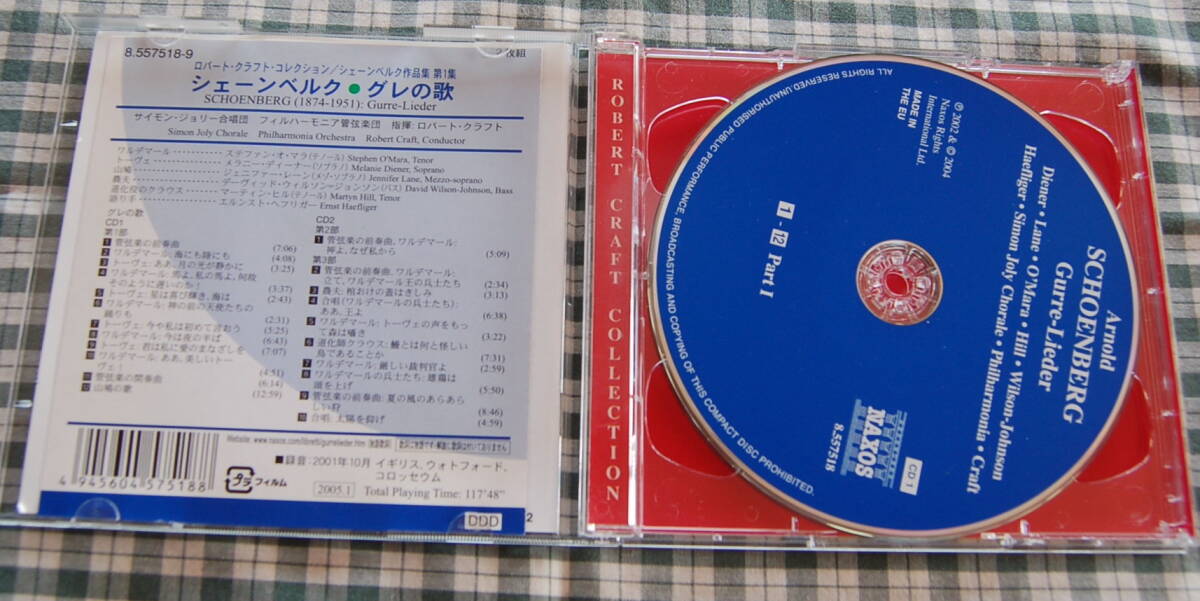 8.557518-9
2枚組
ロバート・クラフト・コレクション/シェーンベルク作品集 第1集
シェーンベルク●グレの歌
SCHOENBERG (1874-1951): Gurre-Lieder
サイモン・ジョリー合唱団 フィルハーモニア管弦楽団 指揮: ロバート・クラフト
Simon Joly Chorale Philharmonia Orchestra Robert Craft, Conductor
ワルデマール ステファン・オ・マラ(テノール) Stephen O'Mara, Tenor
トーヴェ メラニー・ディーナー(ソプラノ) Melanie Diener, Soprano
山鳩 ジェニファー・レーン(メゾ・ソプラノ) Jennifer Lane, Mezzo-soprano
農夫 デーヴィッド・ウィルソン=ジョンソン(バス) David Wilson-Johnson, Bass
道化役のクラウス マーティン・ヒル(テノール) Martyn Hill, Tenor
語り手 エルンスト・ヘフリガー Ernst Haefliger
グレの歌
CD1
第1部
1 管弦楽の前奏曲 (7:06)
2 ワルデマール: 海にも陸にも (4:08)
3 トーヴェ: ああ、月の光が静かに (3:25)
4 ワルデマール: 馬よ、私の馬よ、何故
そのように遅いのか! (3:37)
5 トーヴェ: 星は喜び輝き、海は (2:43)
6 ワルデマール: 神の前の天使たちの
踊りも (2:31)
7 トーヴェ: 今や私は初めて言おう (5:25)
8 ワルデマール: 今は夜の半ば (6:43)
9 トーヴェ: 君は私に愛のまなざしを (7:07)
10 ワルデマール: ああ、美しいトー
ヴェ! (4:51)
11 管弦楽の間奏曲 (6:14)
12 山鳩の歌 (12:59)
CD2
第2部
1 管弦楽の前奏曲、ワルデマール:
神よ、なぜ私から (5:09)
第3部
2 管弦楽の前奏曲、ワルデマール:
立て、ワルデマール王の兵士たち (2:34)
3 農夫: 棺おけの蓋はきしみ (3:13)
4 合唱(ワルデマールの兵士たち):
ああ、王よ (6:38)
5 ワルデマール: トーヴェの声をもっ
て森は囁き (3:22)
6 道化師クラウス: 鰻とは何と怪しい
鳥であることか (7:31)
7 ワルデマール: 厳しい裁判官よ (2:59)
8 ワルデマールの兵士たち: 雄鶏は
頭を上げ (5:50)
9 管弦楽の前奏曲: 夏の風のあらあら
しい狩 (8:46)
10 合唱: 太陽を仰げ (4:59)
Website: www.naxos.com/libretti/gurrelieder.htm
■録音: 2001年10月 イギリス、ウォトフォード、
コロッセウム
4 945604 575188
プラ フィルム
2005.1
Total Playing Time: 117'48"
DDD
2
ROBERT CRAFT COLLECTION
ALL RIGHTS RESERVED. UNAUTHORISED PUBLIC PERFORMANCE, BROADCASTING AND COPYING OF THIS COMPACT DISC PROHIBITED.
℗ 2002 & © 2004
Naxos Rights
International Ltd.
MADE IN
THE EU
Arnold
SCHOENBERG
Gurre-Lieder
Diener • Lane • O'Mara • Hill • Wilson-Johnson
Haefliger • Simon Joly Chorale • Philharmonia • Craft
1 - 12 Part I
NAXOS
8.557518
CD 1